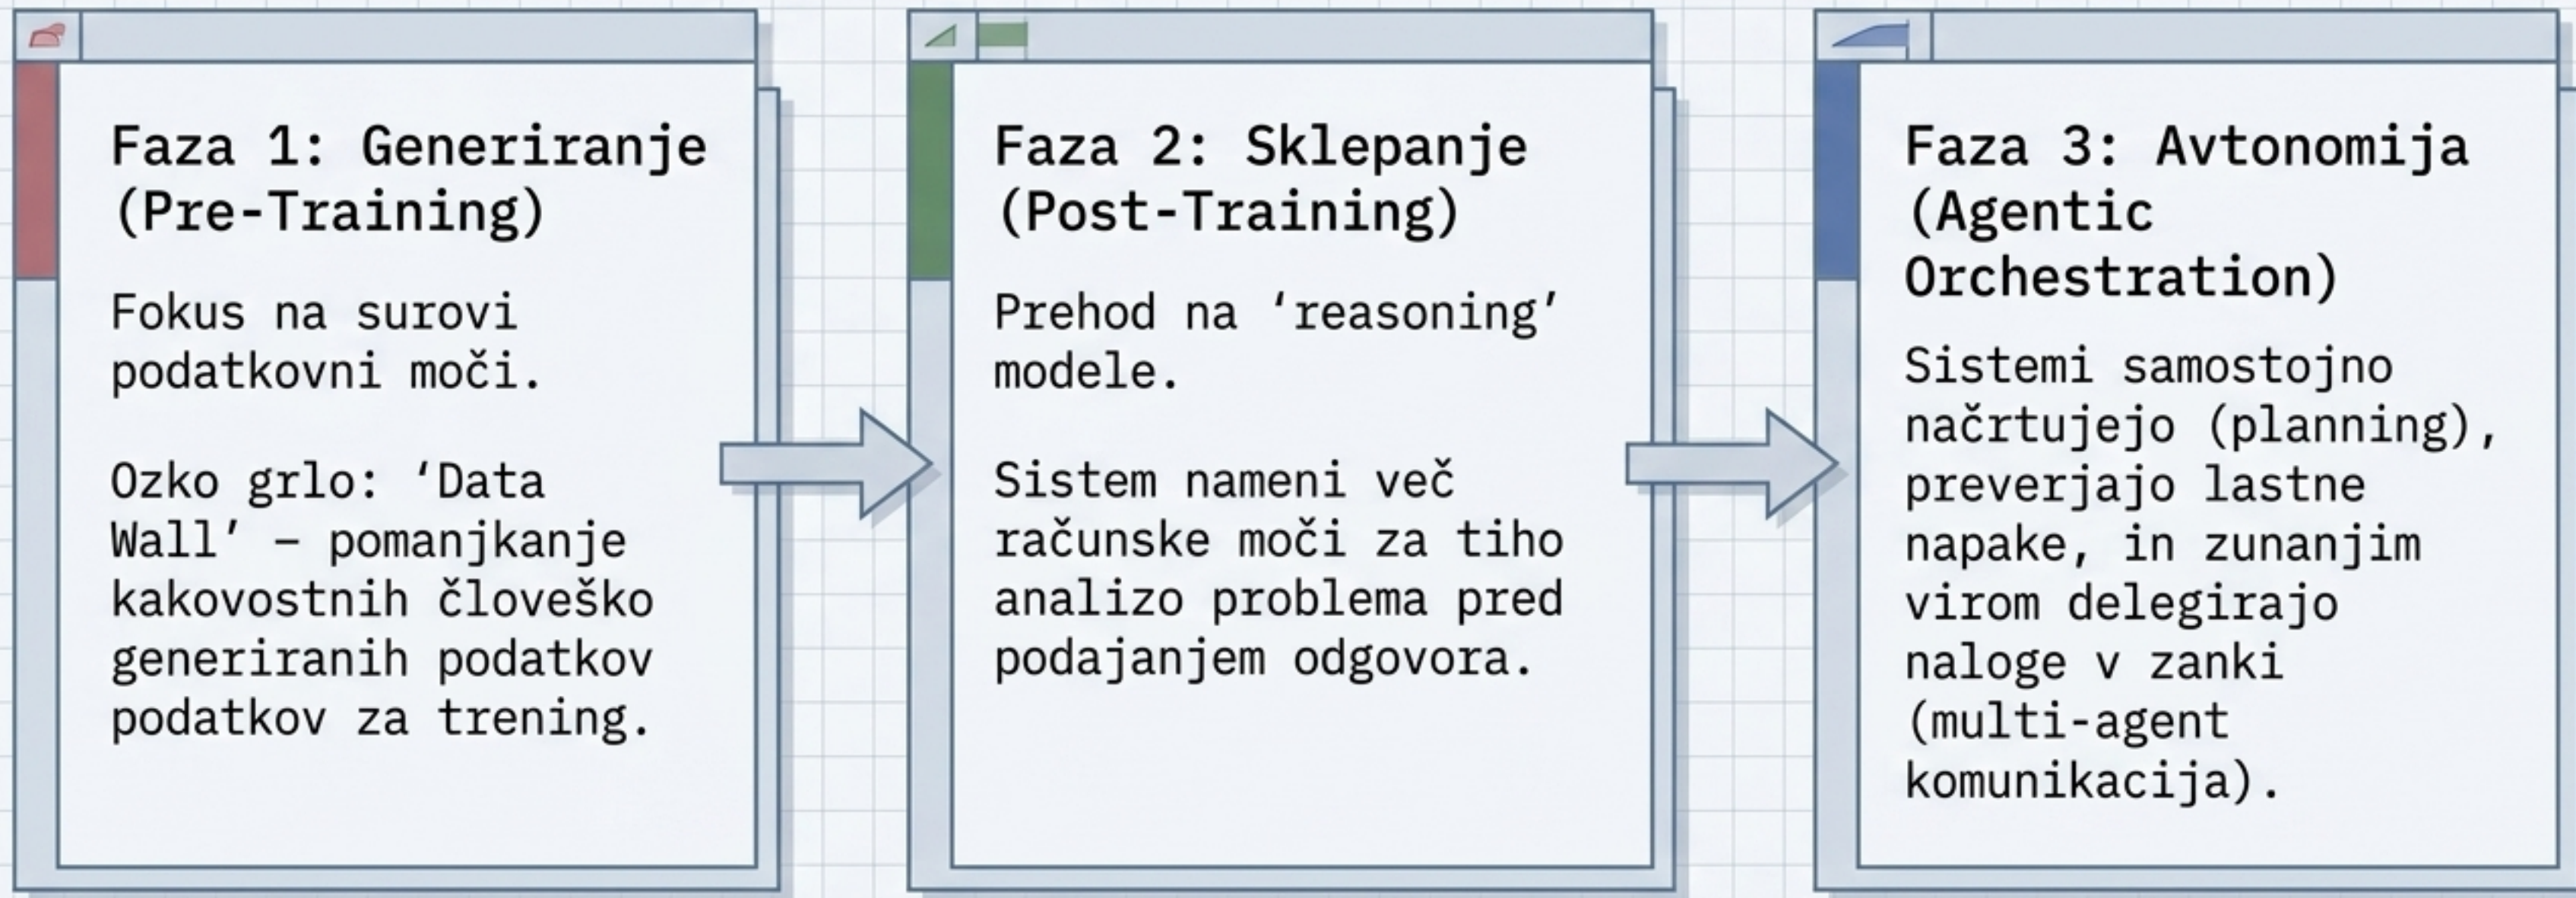 Faza 1: Generiranje
(Pre-Training)
Fokus na surovi
podatkovni moči.
Ozko grlo: ‘Data
Wall’ – pomanjkanje
kakovostnih človeško
generiranih podatkov
podatkov za trening.
Faza 2: Sklepanje
(Post-Training)
Prehod na ‘reasoning’
modele.
Sistem nameni več
računske moči za tiho
analizo problema pred
podajanjem odgovora.
Faza 3: Avtonomija
(Agentic
Orchestration)
Sistemi samostojno
načrtujejo (planning),
preverjajo lastne
napake, in zunanjim
virom delegirajo
naloge v zanki
(multi-agent
komunikacija).